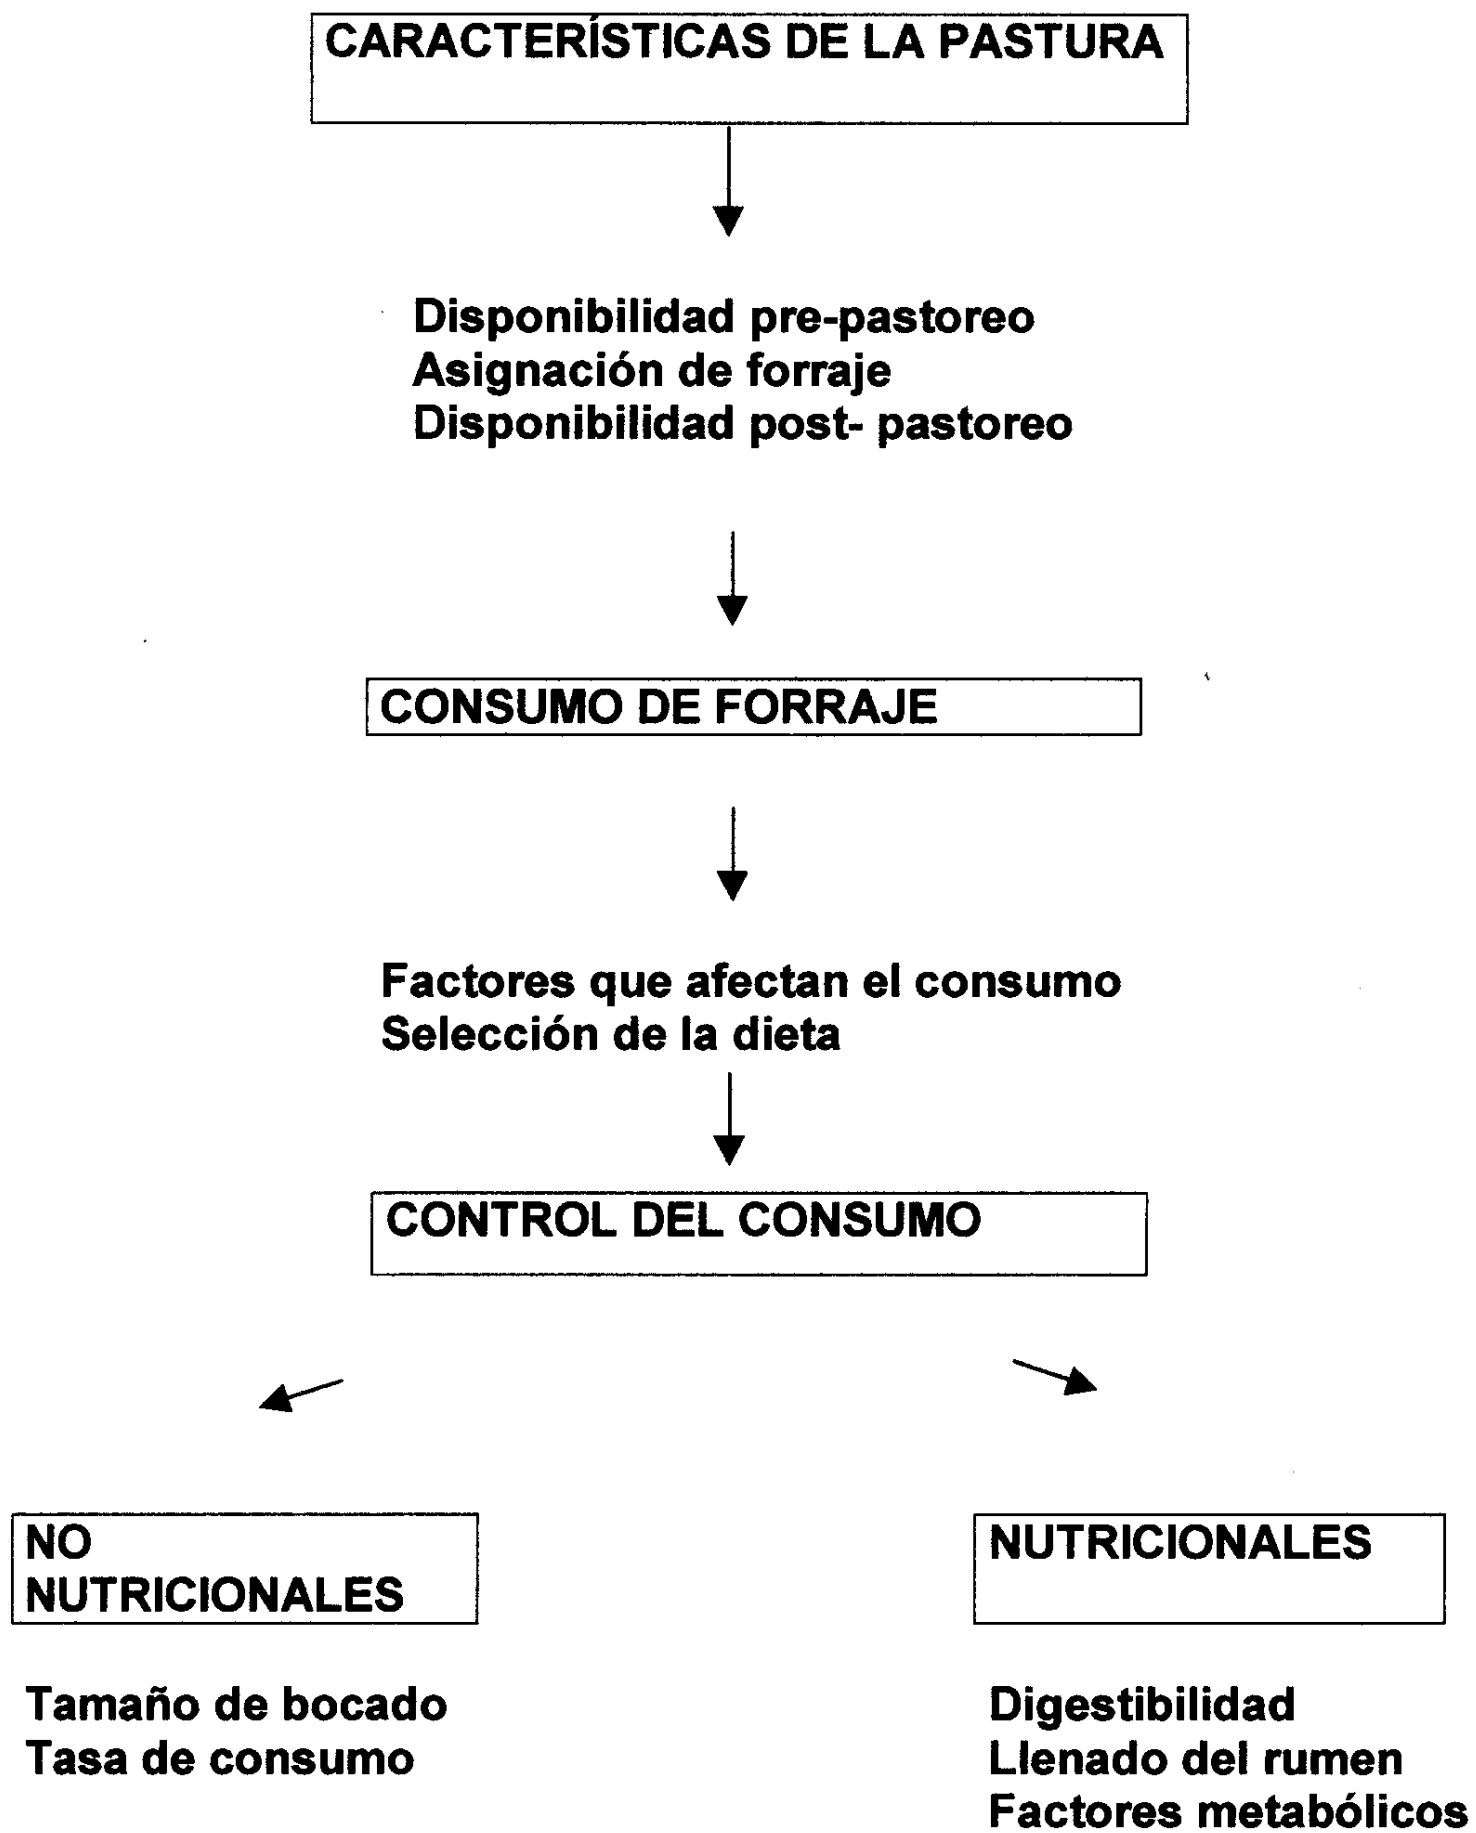 CARACTERÍSTICAS DE LA PASTURA
Disponibilidad pre-pastoreo
Asignación de forraje
Disponibilidad post- pastoreo
CONSUMO DE FORRAJE
Factores que afectan el consumo
Selección de la dieta
CONTROL DEL CONSUMO
NO
NUTRICIONALES
Tamaño de bocado
Tasa de consumo
NUTRICIONALES
Digestibilidad
Llenado del rumen
Factores metabólicos